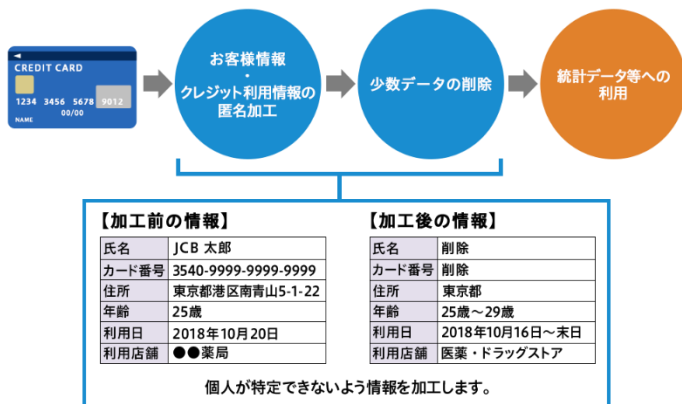 CREDIT CARD
1234 3456 5678 9012
00/00
NAME
お客様情報
・
クレジット利用情報の
匿名加工
少数データの削除
統計データ等への
利用
【加工前の情報】
氏名 JCB 太郎
カード番号 3540-9999-9999-9999
住所 東京都港区南青山5-1-22
年齢 25歳
利用日 2018年10月20日
利用店舗 ●●薬局
【加工後の情報】
氏名 削除
カード番号 削除
住所 東京都
年齢 25歳~29歳
利用日 2018年10月16日~末日
利用店舗 医薬・ドラッグストア
個人が特定できないよう情報を加工します。